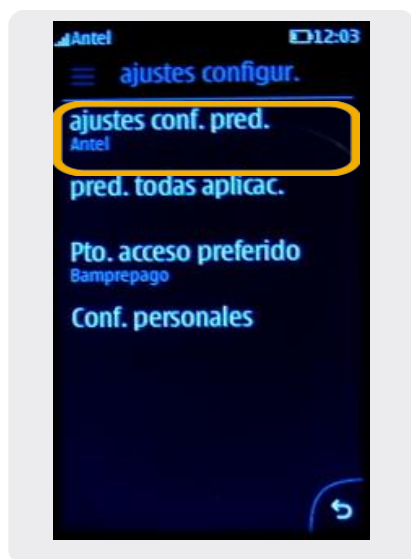 Antel 12:03
ajustes configur.
ajustes conf. pred.
Antel
pred. todas aplicac.
Pto. acceso preferido
Bamprepago
Conf. personales